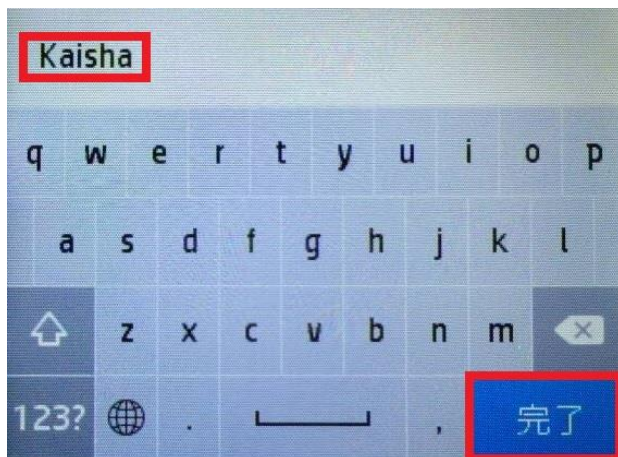 Kaisha
q w e r t y u i o p
a s d f g h j k l
z x c v b n m
123? . , 完了